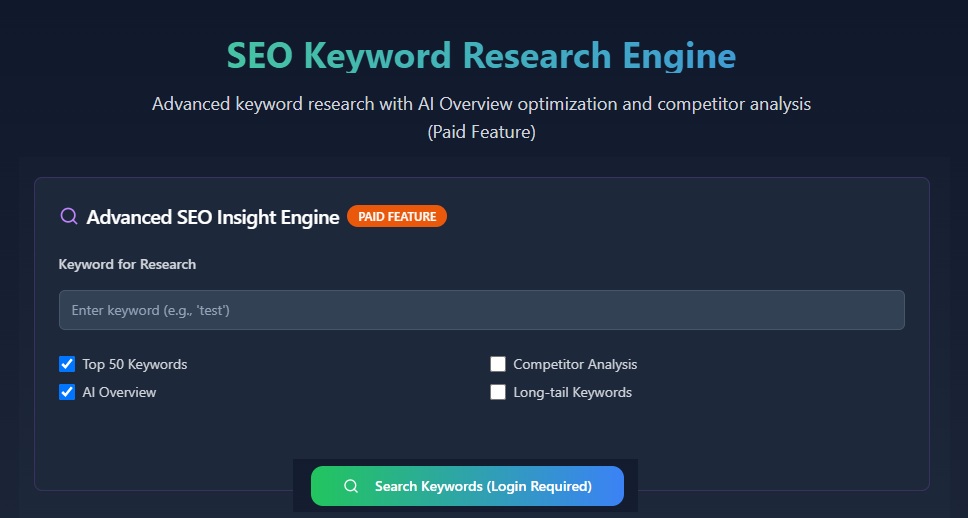 SEO Keyword Research Engine
Advanced keyword research with AI Overview optimization and competitor analysis
(Paid Feature)
Advanced SEO Insight Engine PAID FEATURE
Keyword for Research
Enter keyword (e.g., 'test')
Top 50 Keywords Competitor Analysis
AI Overview Long-tail Keywords
Search Keywords (Login Required)